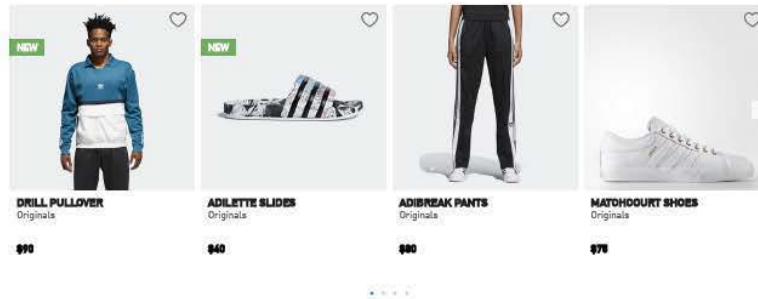 NEW
NEW
DRILL PULLOVER
Originals
$90
ADILETTE SLIDES
Originals
$40
ADIBREAK PANTS
Originals
$80
MATCHCOURT SHOES
Originals
$75